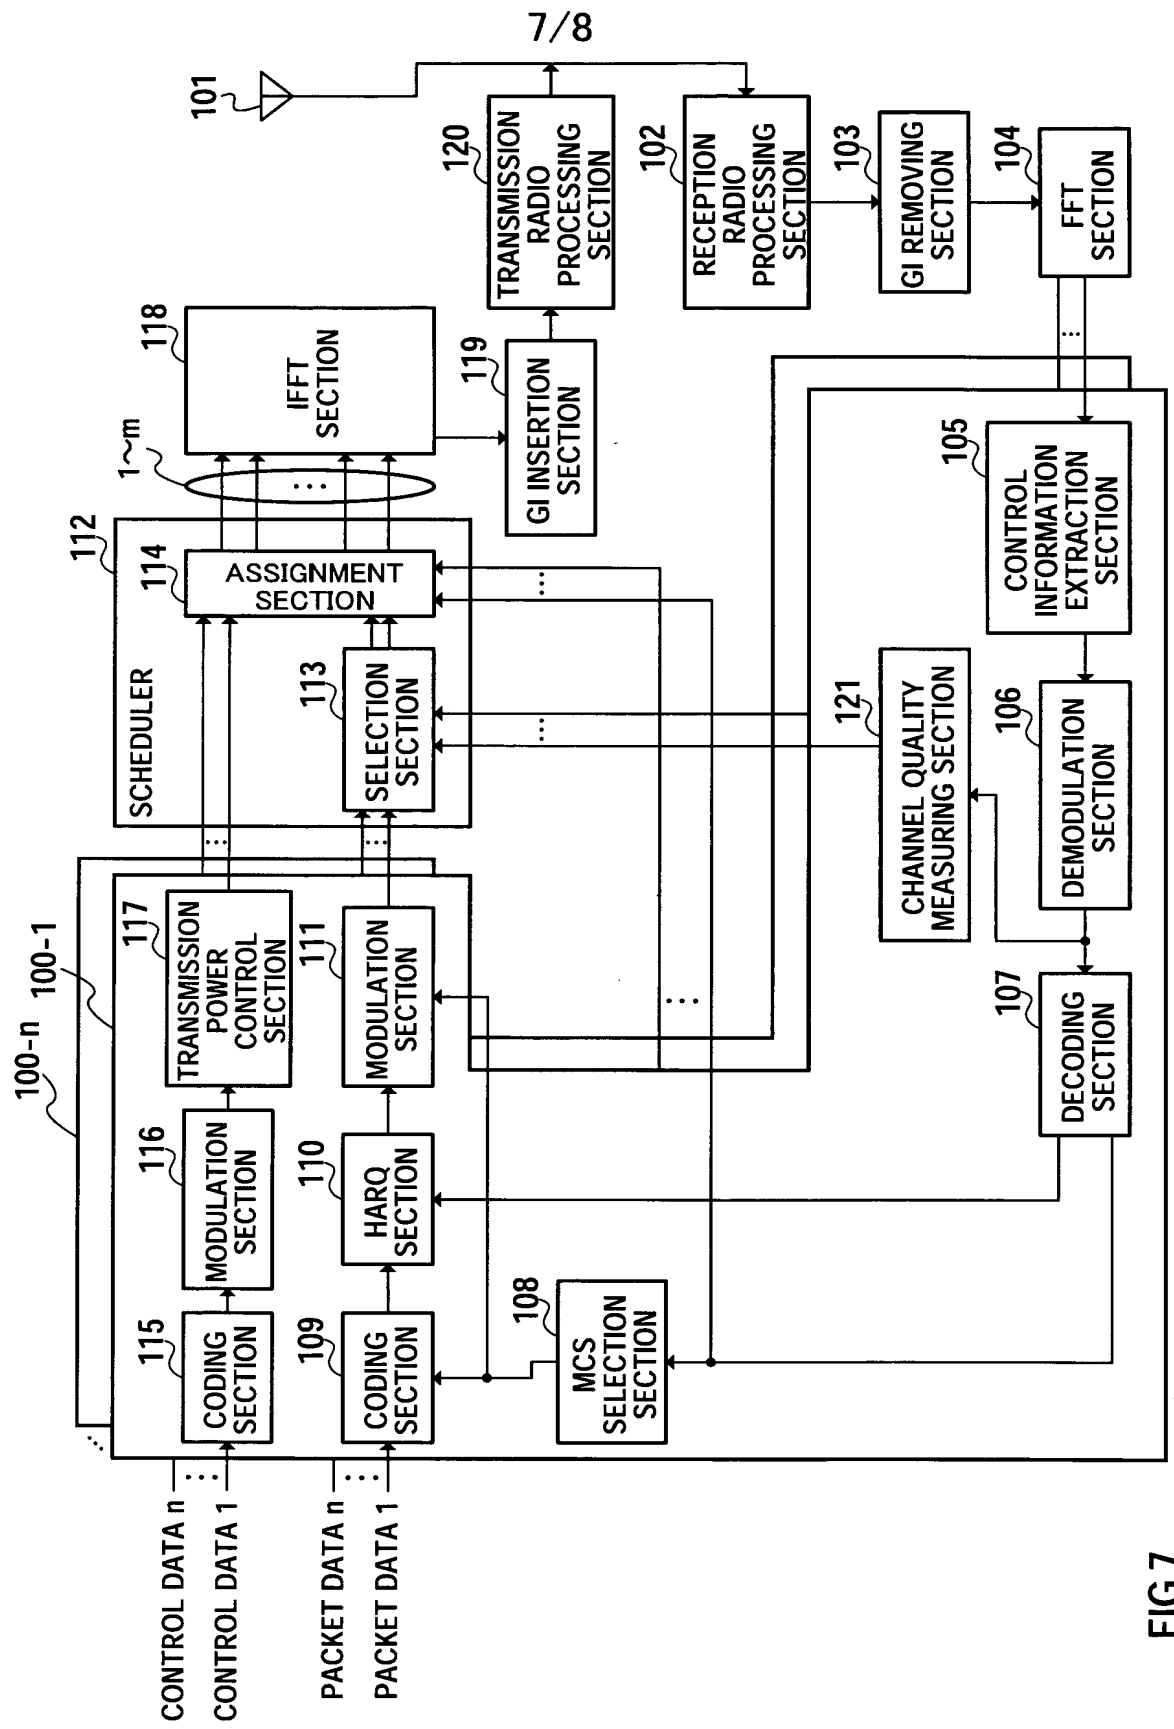 7/8
100-n
100-1
CONTROL DATA n
CONTROL DATA 1
PACKET DATA n
PACKET DATA 1
115
CODING
SECTION
116
MODULATION
SECTION
117
TRANSMISSION
POWER
CONTROL
SECTION
109
CODING
SECTION
110
HARQ
SECTION
111
MODULATION
SECTION
108
MCS
SELECTION
SECTION
112
SCHEDULER
113
SELECTION
SECTION
114
ASSIGNMENT
SECTION
1~m
118
IFFT
SECTION
119
GI INSERTION
SECTION
120
TRANSMISSION
RADIO
PROCESSING
SECTION
101
102
RECEPTION
RADIO
PROCESSING
SECTION
103
GI REMOVING
SECTION
104
FFT
SECTION
105
CONTROL
INFORMATION
EXTRACTION
SECTION
106
DEMODULATION
SECTION
121
CHANNEL QUALITY
MEASURING SECTION
107
DECODING
SECTION
FIG.7